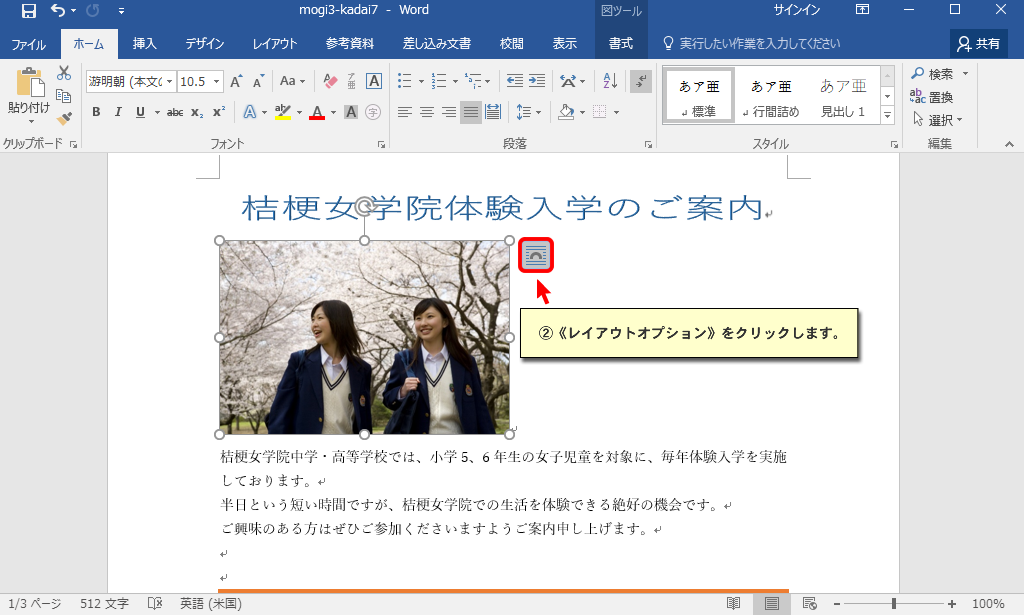 mogi3-kadai7 - Word
図ツール
サインイン
ファイル ホーム 挿入 デザイン レイアウト 参考資料 差し込み文書 校閲 表示 書式 実行したい作業を入力してください 共有
貼り付け
游明朝 (本文の 10.5
A A Aa A A
B I U abc x₂ x² A A A 字
あア亜 あア亜 あア亜
標準 行間詰め 見出し 1
検索
置換
選択
クリップボード フォント 段落 スタイル 編集
桔梗女学院体験入学のご案内
②《レイアウトオプション》をクリックします。
桔梗女学院中学・高等学校では、小学 5、6 年生の女子児童を対象に、毎年体験入学を実施
しております。
半日という短い時間ですが、桔梗女学院での生活を体験できる絶好の機会です。
ご興味のある方はぜひご参加くださいますようご案内申し上げます。
1/3 ページ 512 文字 英語 (米国) 100%